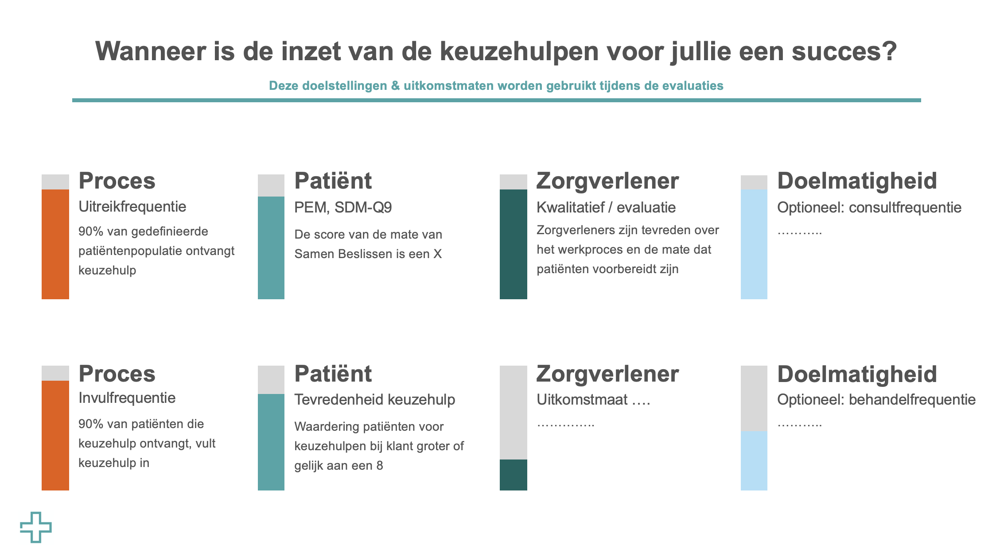 Wanneer is de inzet van de keuzehulpen voor jullie een succes?
Deze doelstellingen & uitkomstmaten worden gebruikt tijdens de evaluaties
Proces
Uitreikfrequentie
90% van gedefinieerde
patiëntenpopulatie ontvangt
keuzehulp
Patiënt
PEM, SDM-Q9
De score van de mate van
Samen Beslissen is een X
Zorgverlener
Kwalitatief / evaluatie
Zorgverleners zijn tevreden over
het werkproces en de mate dat
patiënten voorbereidt zijn
Doelmatigheid
Optioneel: consultfrequentie
………..
Proces
Invulfrequentie
90% van patiënten die
keuzehulp ontvangt, vult
keuzehulp in
Patiënt
Tevredenheid keuzehulp
Waardering patiënten voor
keuzehulpen bij klant groter of
gelijk aan een 8
Zorgverlener
Uitkomstmaat ….
…………..
Doelmatigheid
Optioneel: behandelfrequentie
………..